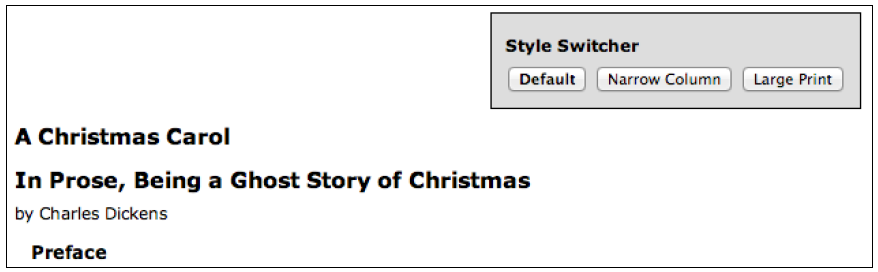 Style Switcher
Default Narrow Column Large Print
A Christmas Carol
In Prose, Being a Ghost Story of Christmas
by Charles Dickens
Preface